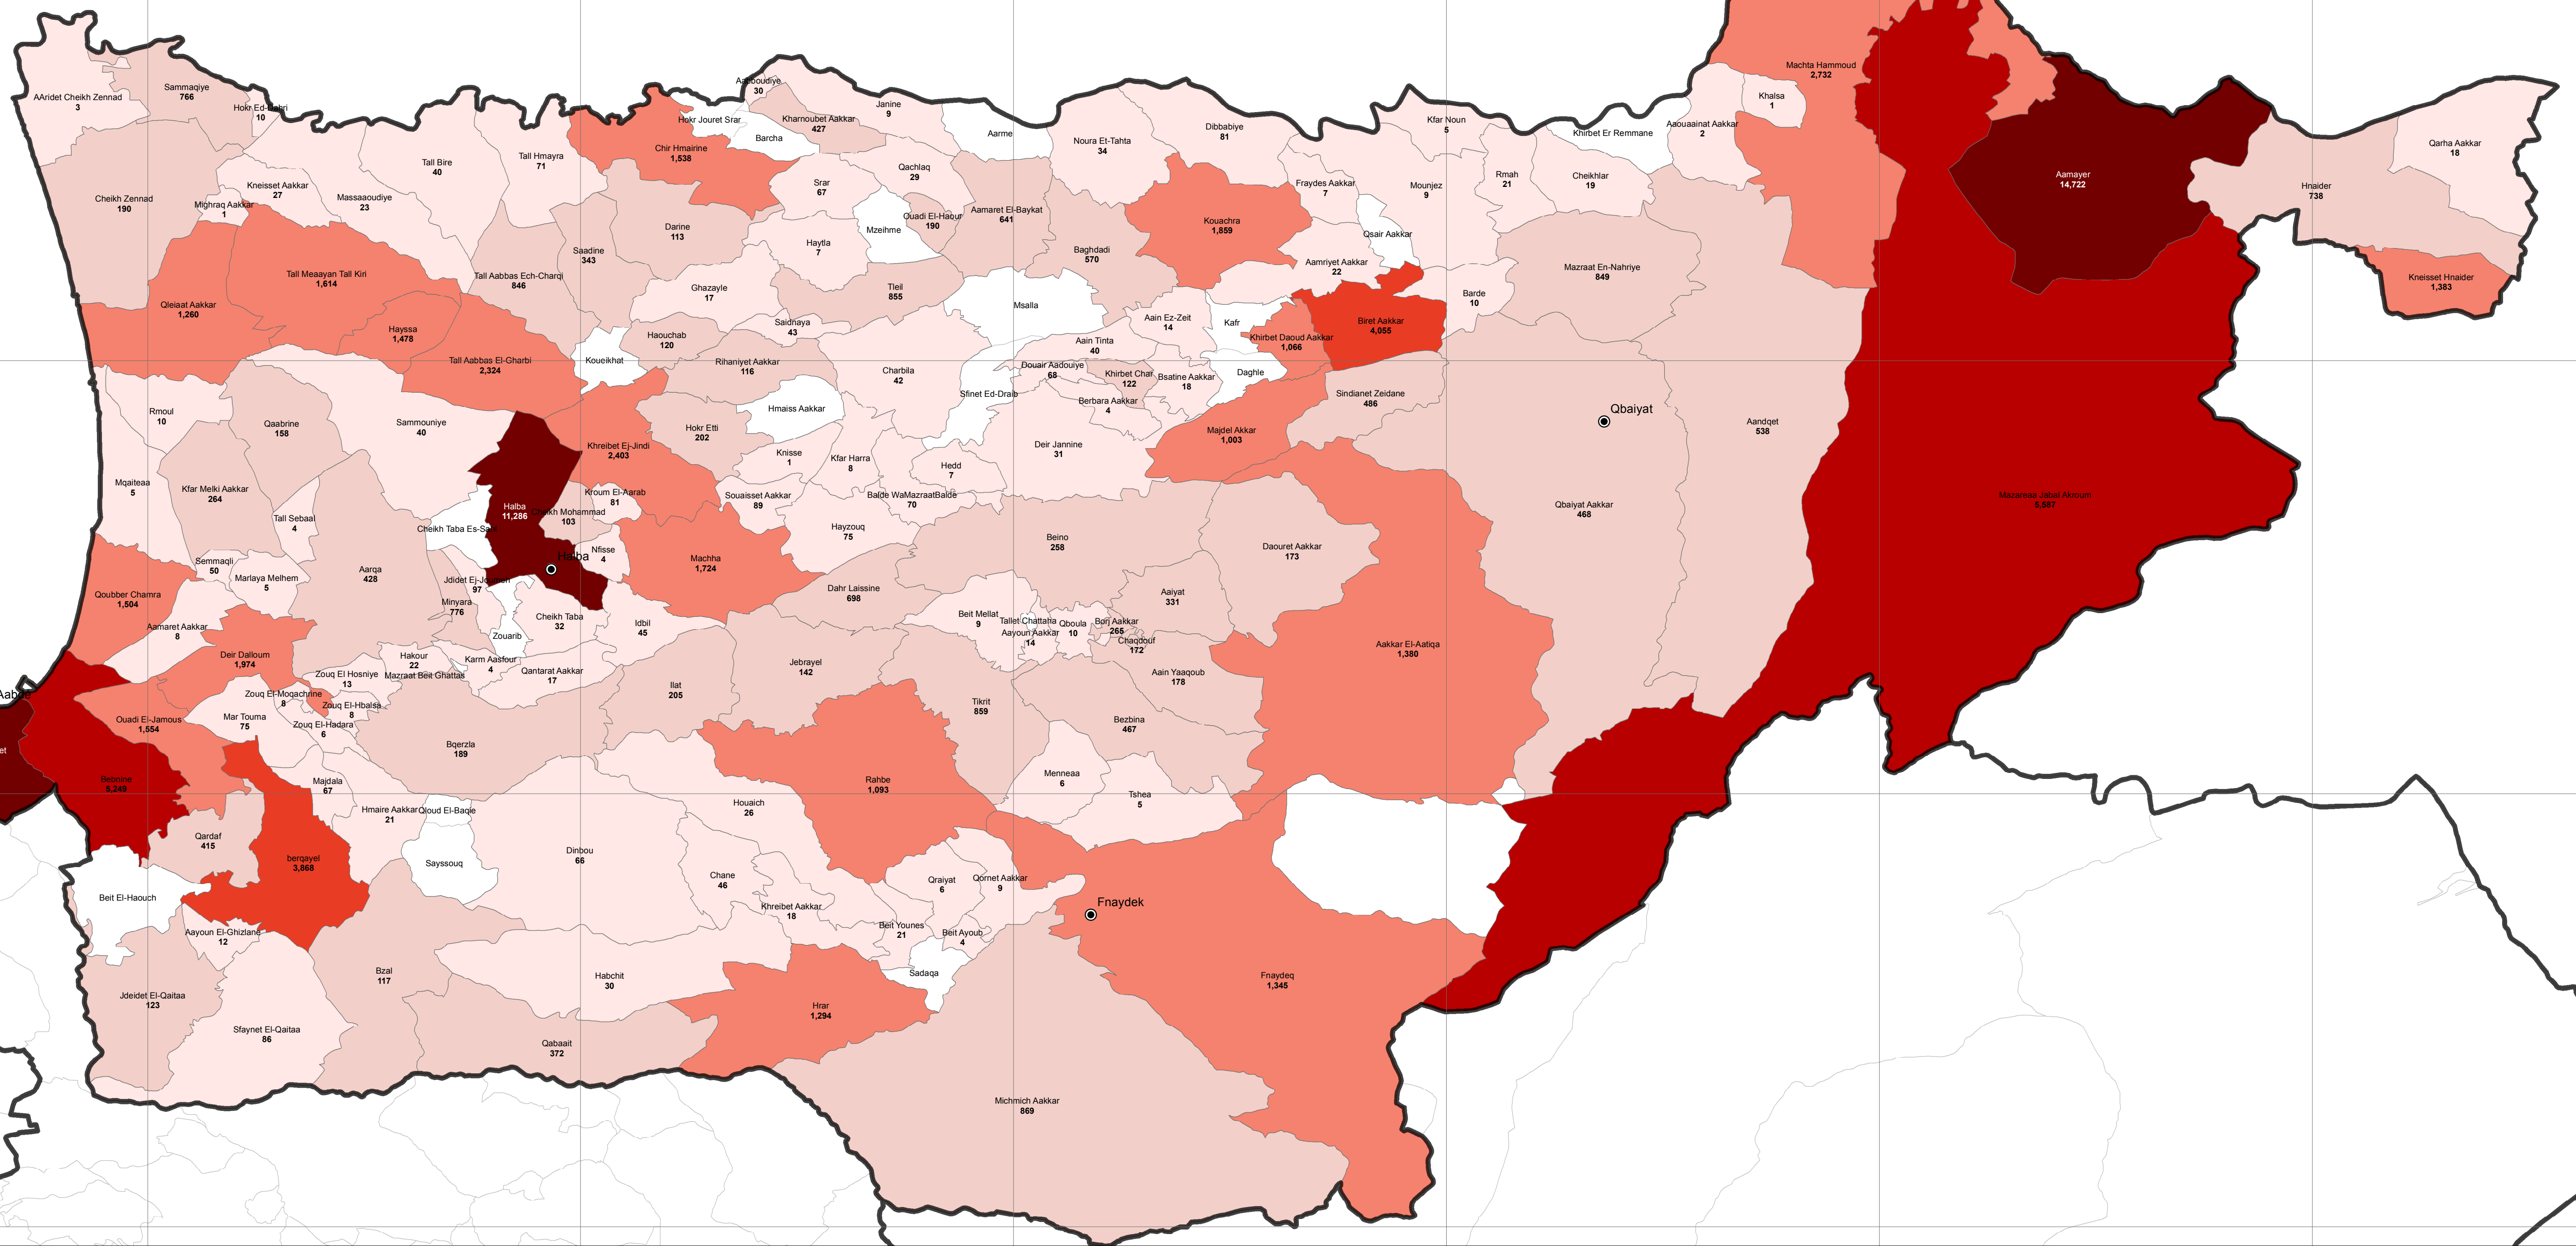 AAridet Cheikh Zennad
3
Sammaqiye
766
Hokr Ed-Dahri
10
Cheikh Zennad
190
Kneisset Aakkar
27
Mighraq Aakkar
1
Massaaoudiye
23
Tall Bire
40
Tall Hmayra
71
Chir Hmairine
1,538
Hokr Jouret Srar
Aabboudiye
30
Barcha
Kharnoubet Aakkar
427
Janine
9
Aarme
Noura Et-Tahta
34
Dibbabiye
81
Kfar Noun
5
Khirbet Er Remmane
Aaouaainat Aakkar
2
Khalsa
1
Machta Hammoud
2,732
Aamayer
14,722
Qarha Aakkar
18
Hnaider
738
Kneisset Hnaider
1,383
Qachlaq
29
Srar
67
Mzeihme
Ouadi El-Haour
190
Aamaret El-Baykat
641
Fraydes Aakkar
7
Mounjez
9
Rmah
21
Cheikhlar
19
Kouachra
1,859
Qsair Aakkar
Darine
113
Saadine
343
Haytla
7
Baghdadi
570
Aamriyet Aakkar
22
Mazraat En-Nahriye
849
Tall Meaayan Tall Kiri
1,614
Tall Aabbas Ech-Charqi
846
Ghazayle
17
Tleil
855
Msalla
Barde
10
Qleiaat Aakkar
1,260
Hayssa
1,478
Saidnaya
43
Aain Ez-Zeit
14
Kafr
Biret Aakkar
4,055
Khirbet Daoud Aakkar
1,066
Haouchab
120
Koueikhat
Tall Aabbas El-Gharbi
2,324
Rihaniyet Aakkar
116
Charbila
42
Aain Tinta
40
Douair Aadouiye
68
Khirbet Char
122
Bsatine Aakkar
18
Daghle
Sfinet Ed-Draib
Berbara Aakkar
4
Sindianet Zeidane
486
Rmoul
10
Qaabrine
158
Sammouniye
40
Hmaiss Aakkar
Hokr Etti
202
Majdel Akkar
1,003
Qbaiyat
Aandqet
538
Khreibet Ej-Jindi
2,403
Knisse
1
Kfar Harra
8
Hedd
7
Deir Jannine
31
Mqaiteaa
5
Kfar Melki Aakkar
264
Tall Sebaal
4
Halba
11,286
Kroum El-Aarab
81
Souaisset Aakkar
89
Balde WaMazraatBalde
70
Qbaiyat Aakkar
468
Mazareaa Jabal Akroum
5,587
Cheikh Mohammad
103
Cheikh Taba Es-Sahl
Hayzouq
75
Beino
258
Daouret Aakkar
173
Halba
Nfisse
4
Machha
1,724
Semmaqli
50
Marlaya Melhem
5
Aarqa
428
Jdidet Ej-Joumeh
97
Dahr Laissine
698
Aaiyat
331
Qoubber Chamra
1,504
Minyara
776
Cheikh Taba
32
Idbil
45
Beit Mellat
9
Tallet Chattaha
Aayoun Aakkar
14
Qboula
10
Borj Aakkar
265
Chaqdouf
172
Aamaret Aakkar
8
Zouarib
Aakkar El-Aatiqa
1,380
Deir Dalloum
1,974
Hakour
22
Karm Aasfour
4
Jebrayel
142
Zouq El Hosniye
13
Mazraat Beit Ghattas
Qantarat Aakkar
17
Aain Yaaqoub
178
Ilat
205
Aabde
Zouq El-Moqachrine
8
Zouq El-Hbalsa
8
Tikrit
859
Ouadi El-Jamous
1,554
Mar Touma
75
Zouq El-Hadara
6
Bezbina
467
et
Bqerzla
189
Bebnine
5,249
Majdala
67
Rahbe
1,093
Menneaa
6
Tshea
5
Hmaire Aakkar
21
Qloud El-Baqie
Houaich
26
Qardaf
415
berqayel
3,868
Sayssouq
Dinbou
66
Chane
46
Qraiyat
6
Qornet Aakkar
9
Beit El-Haouch
Khreibet Aakkar
18
Fnaydek
Aayoun El-Ghizlane
12
Beit Younes
21
Beit Ayoub
4
Bzal
117
Habchit
30
Sadaqa
Fnaydeq
1,345
Jdeidet El-Qaitaa
123
Hrar
1,294
Sfaynet El-Qaitaa
86
Qabaait
372
Michmich Aakkar
869